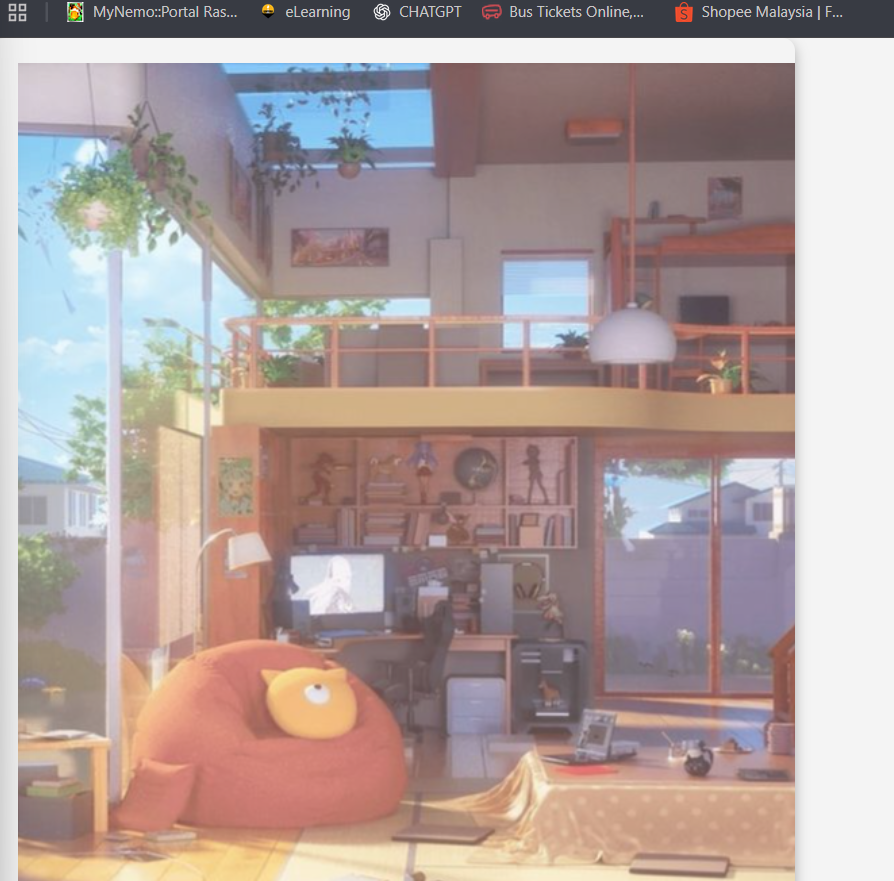 MyNemo::Portal Ras...
eLearning
CHATGPT
Bus Tickets Online,...
Shopee Malaysia | F...